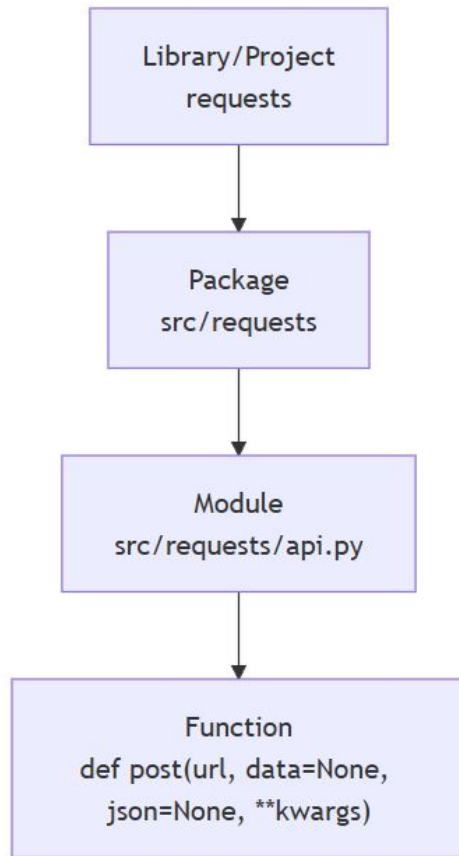 Library/Project
requests
Package
src/requests
Module
src/requests/api.py
Function
def post(url, data=None,
json=None, **kwargs)